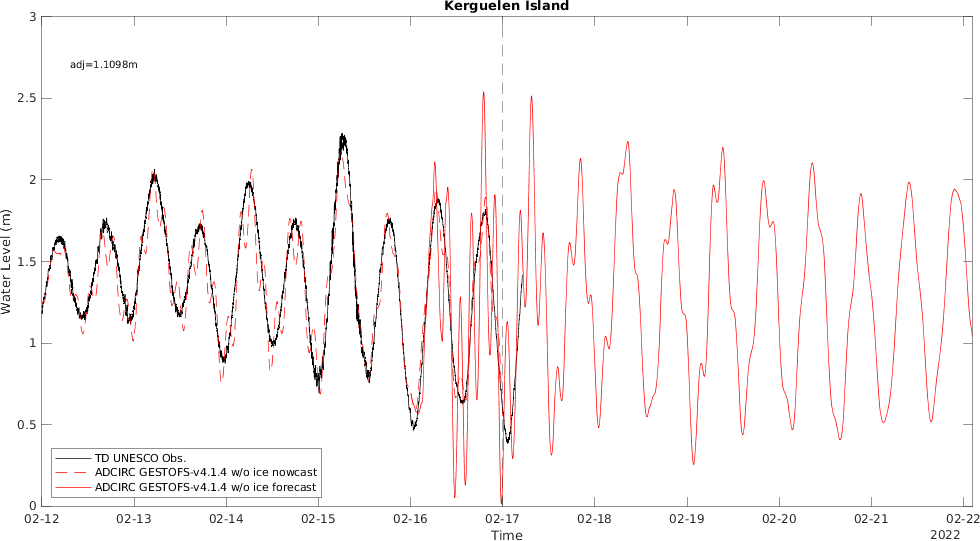 Kerguelen Island
3
adj=1.1098m
2.5
2
1.5
1
0.5
0
Water Level (m)
TD UNESCO Obs.
ADCIRC GESTOFS-v4.1.4 w/o ice nowcast
ADCIRC GESTOFS-v4.1.4 w/o ice forecast
02-12 02-13 02-14 02-15 02-16 02-17 02-18 02-19 02-20 02-21 02-22
Time
2022